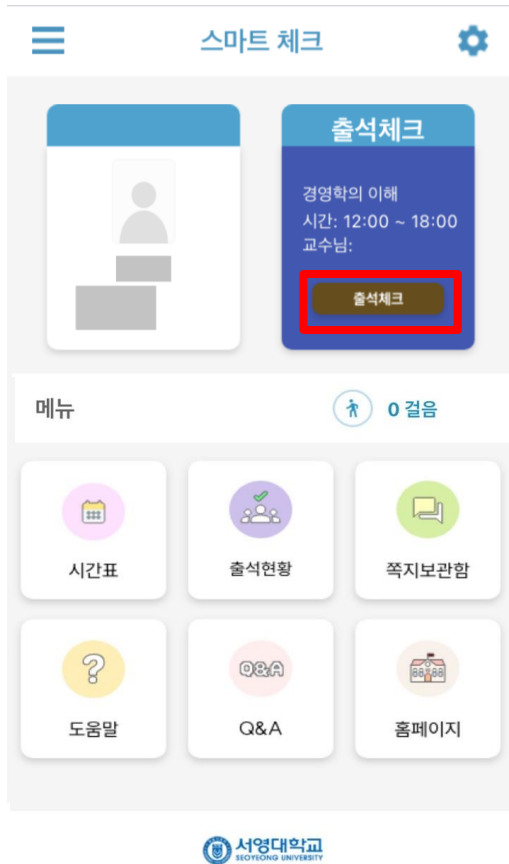 스마트 체크
출석체크
경영학의 이해
시간: 12:00 ~ 18:00
교수님:
출석체크
메뉴
0 걸음
시간표
출석현황
쪽지보관함
Q&A
도움말
Q&A
홈페이지
서영대학교
SEOYEONG UNIVERSITY